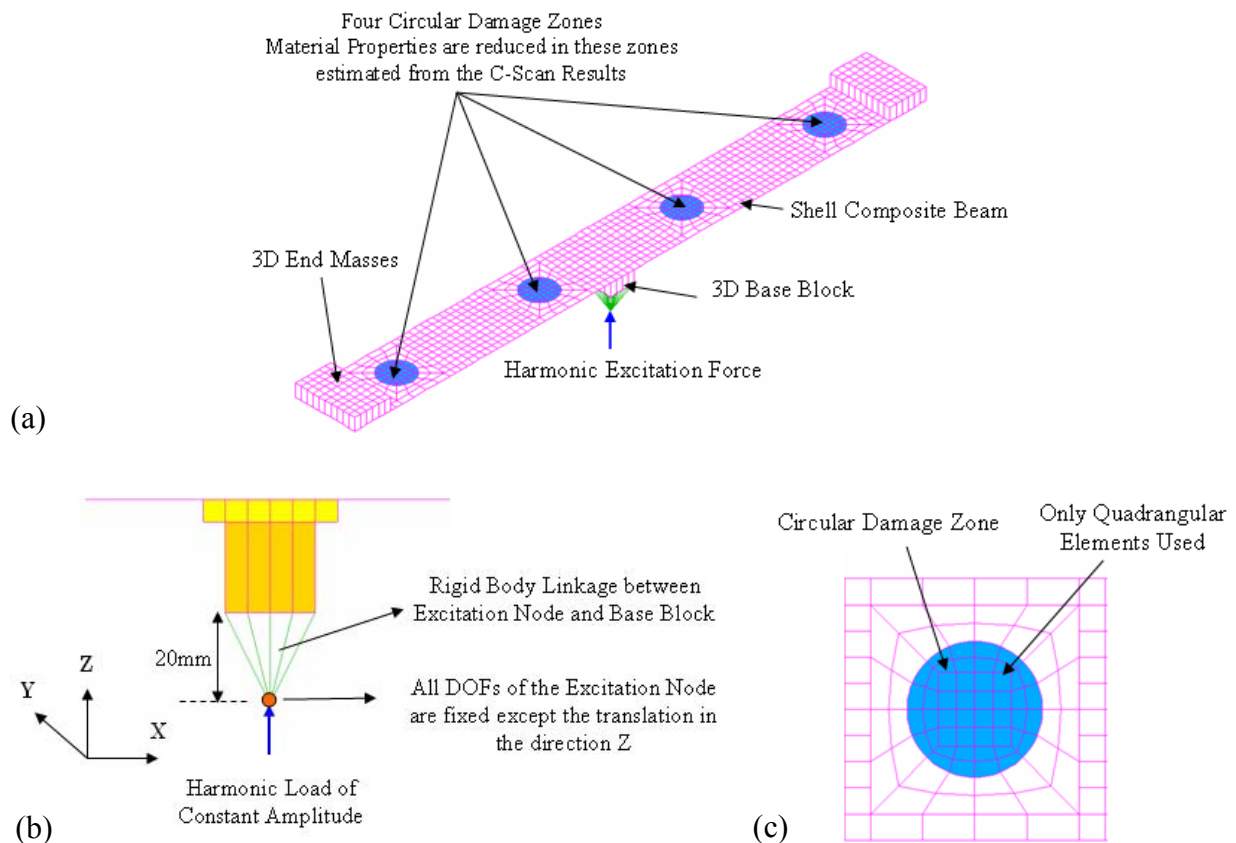 Four Circular Damage Zones
Material Properties are reduced in these zones
estimated from the C-Scan Results
Shell Composite Beam
3D End Masses
3D Base Block
Harmonic Excitation Force
(a)
Circular Damage Zone
Only Quadrangular
Elements Used
Rigid Body Linkage between
Excitation Node and Base Block
20mm
Z
Y
X
All DOFs of the Excitation Node
are fixed except the translation in
the direction Z
Harmonic Load of
Constant Amplitude
(b)
(c)